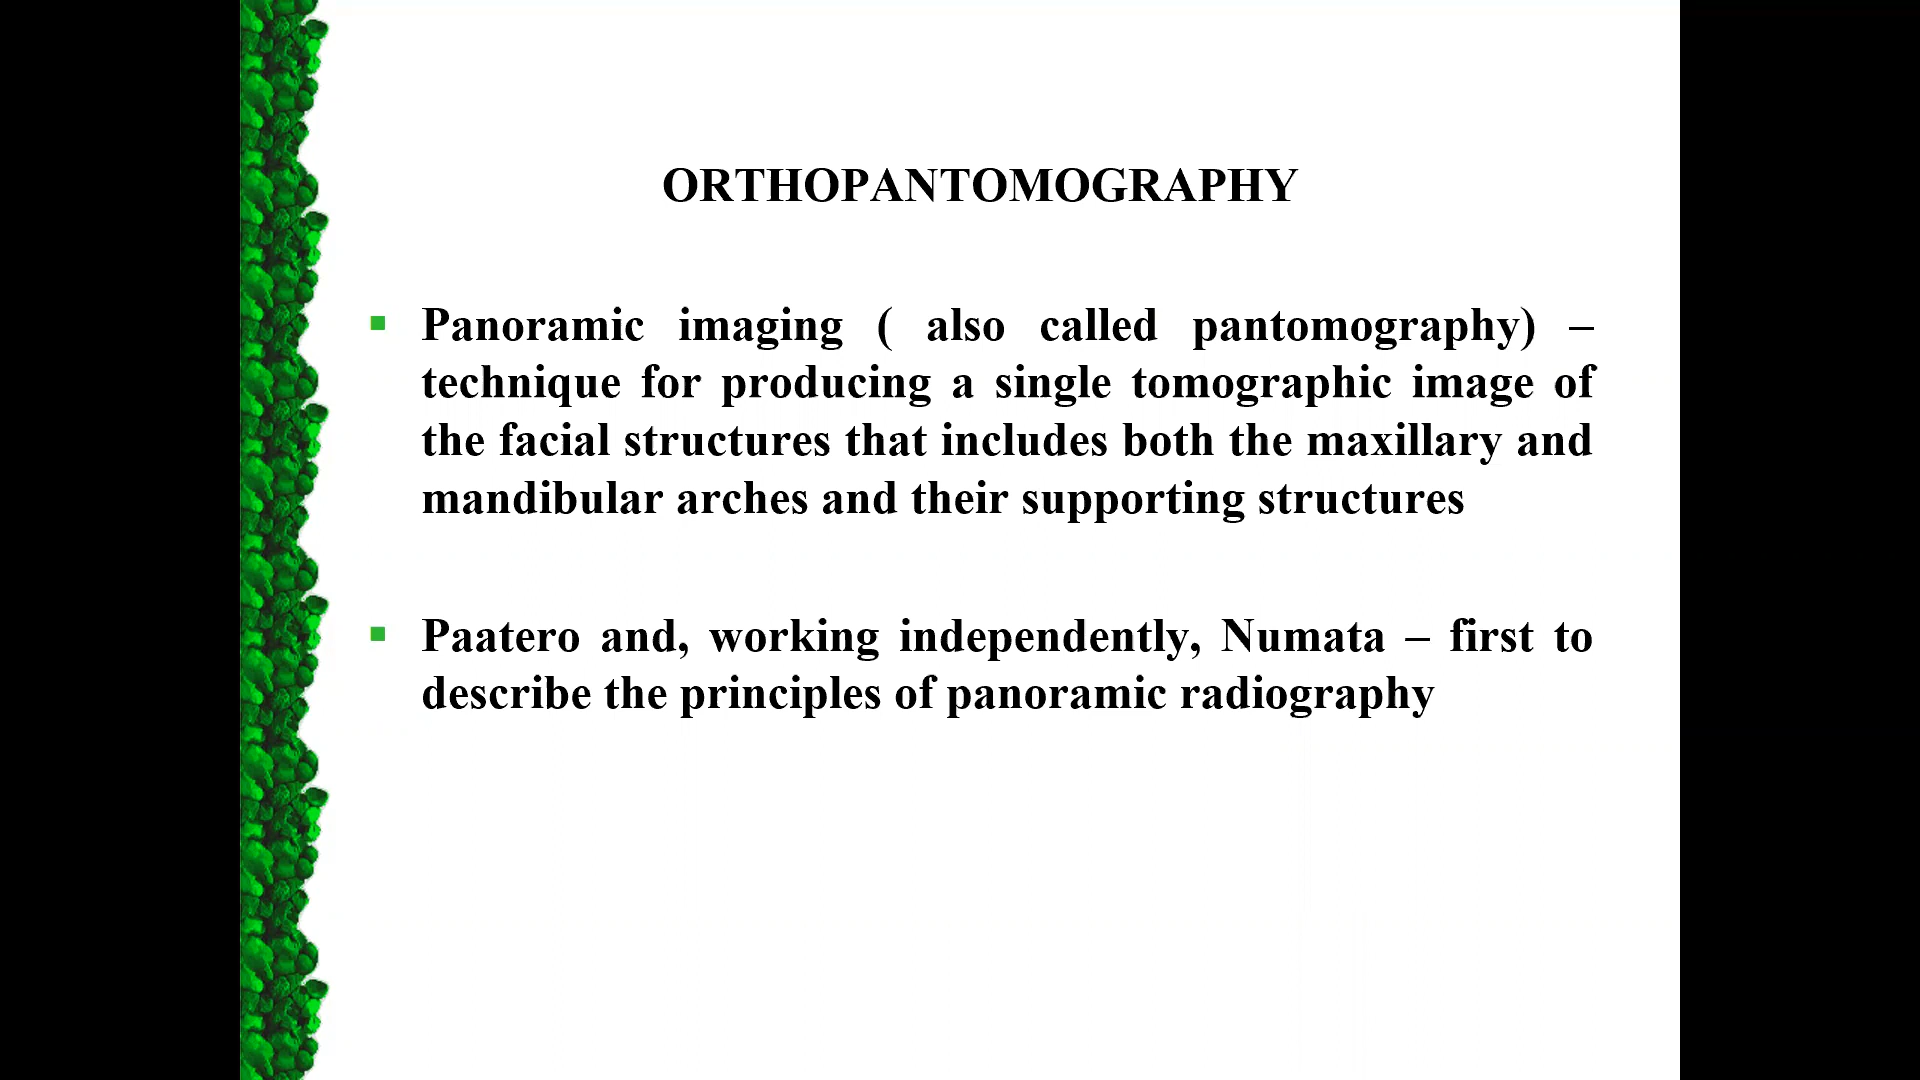 ORTHOPANTOMOGRAPHY
Panoramic imaging ( also called pantomography) –
technique for producing a single tomographic image of
the facial structures that includes both the maxillary and
mandibular arches and their supporting structures
Paatero and, working independently, Numata – first to
describe the principles of panoramic radiography